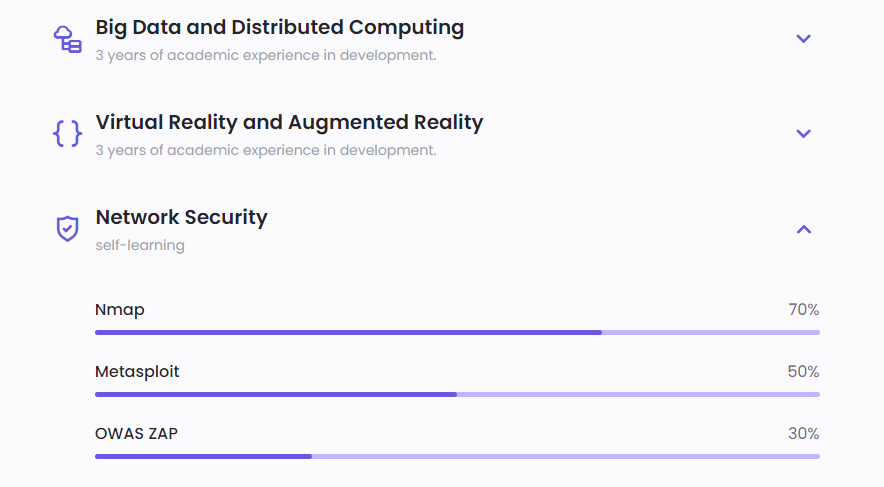 Big Data and Distributed Computing
3 years of academic experience in development.
Virtual Reality and Augmented Reality
3 years of academic experience in development.
Network Security
self-learning
Nmap 70%
Metasploit 50%
OWAS ZAP 30%